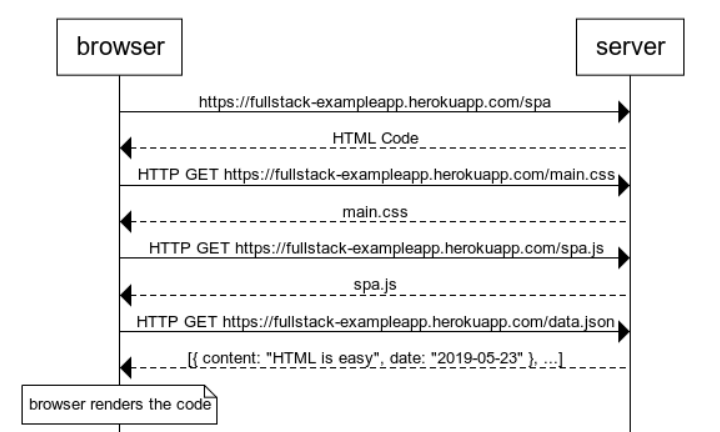 browser
server
https://fullstack-exampleapp.herokuapp.com/spa
HTML Code
HTTP GET https://fullstack-exampleapp.herokuapp.com/main.css
main.css
HTTP GET https://fullstack-exampleapp.herokuapp.com/spa.js
spa.js
HTTP GET https://fullstack-exampleapp.herokuapp.com/data.json
[{ content: "HTML is easy", date: "2019-05-23" }, ...]
browser renders the code